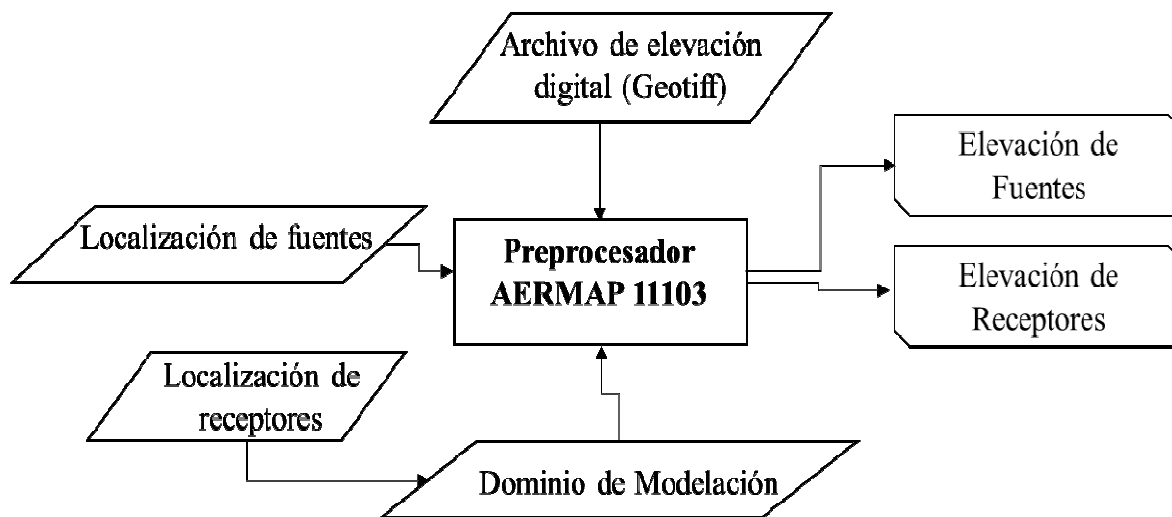 Archivo de elevación
digital (Geotiff)
Elevación de
Fuentes
Localización de fuentes
Preprocesador
AERMAP 11103
Elevación de
Receptores
Localización de
receptores
Dominio de Modelación